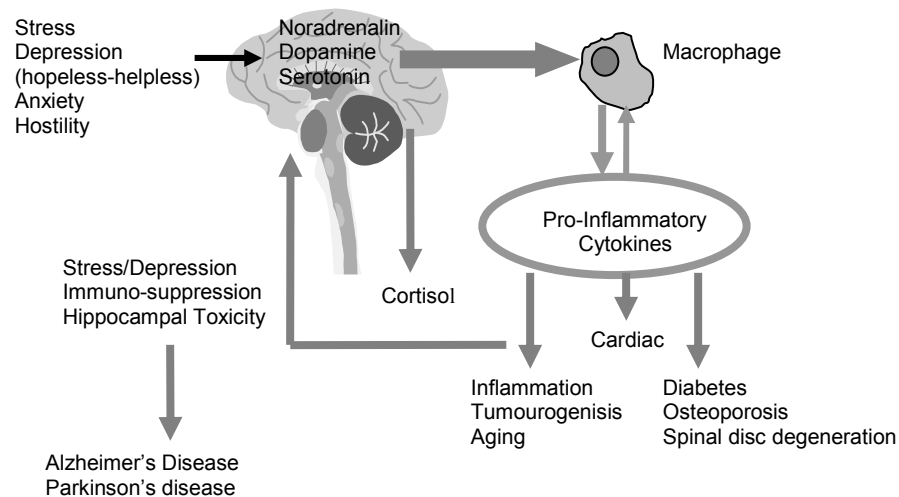 Stress
Depression
(hopeless-helpless)
Anxiety
Hostility
Noradrenalin
Dopamine
Serotonin
Macrophage
Pro-Inflammatory
Cytokines
Stress/Depression
Immuno-suppression
Hippocampal Toxicity
Cortisol
Cardiac
Inflammation
Tumourogenisis
Aging
Diabetes
Osteoporosis
Spinal disc degeneration
Alzheimer's Disease
Parkinson's disease